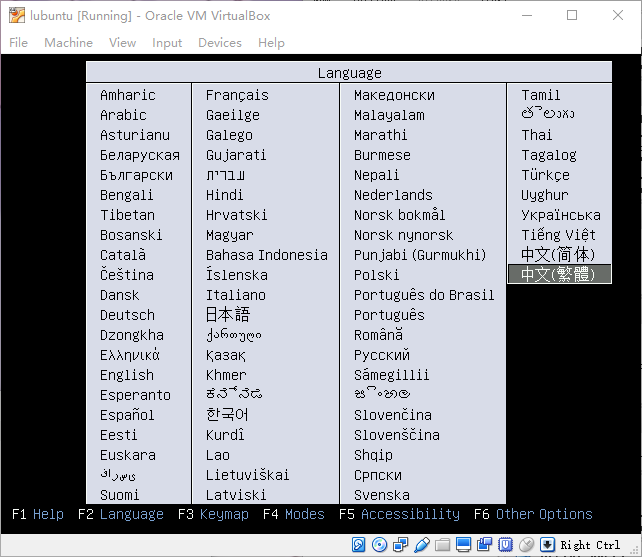 lubuntu [Running] - Oracle VM VirtualBox
File Machine View Input Devices Help
Language
Amharic
Arabic
Asturianu
Беларуская
Български
Bengali
Tibetan
Bosanski
Català
Čeština
Dansk
Deutsch
Dzongkha
Ελληνικά
English
Esperanto
Español
Eesti
Euskara
Suomi
Français
Gaeilge
Galego
Gujarati
עברית
Hindi
Hrvatski
Magyar
Bahasa Indonesia
Íslenska
Italiano
日本語
ქართული
Қазақ
Khmer
ಕನ್ನಡ
한국어
Kurdî
Lao
Lietuviškai
Latviski
Македонски
Malayalam
Marathi
Burmese
Nepali
Nederlands
Norsk bokmål
Norsk nynorsk
Punjabi (Gurmukhi)
Polski
Português do Brasil
Português
Română
Русский
Sámegillii
සිංහල
Slovenčina
Slovenščina
Shqip
Српски
Svenska
Tamil
తెలుగు
Thai
Tagalog
Türkçe
Uyghur
Українська
Tiếng Việt
中文(简体)
中文(繁體)
F1 Help F2 Language F3 Keymap F4 Modes F5 Accessibility F6 Other Options
Right Ctrl